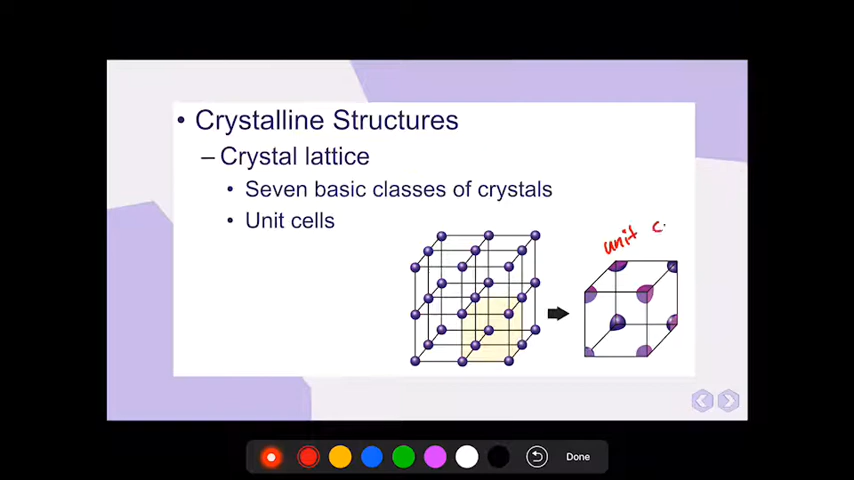 • Crystalline Structures
– Crystal lattice
• Seven basic classes of crystals
• Unit cells
unit c
Done